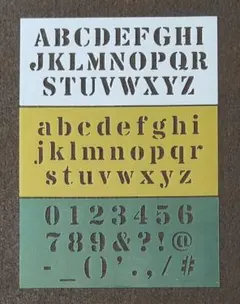 ABCDEFGHI
JKLMNOPQR
STUVWXYZ
abcdefghi
jklmnopqr
stuvwxyz
0123456
789&?!@
-_()'.,/#